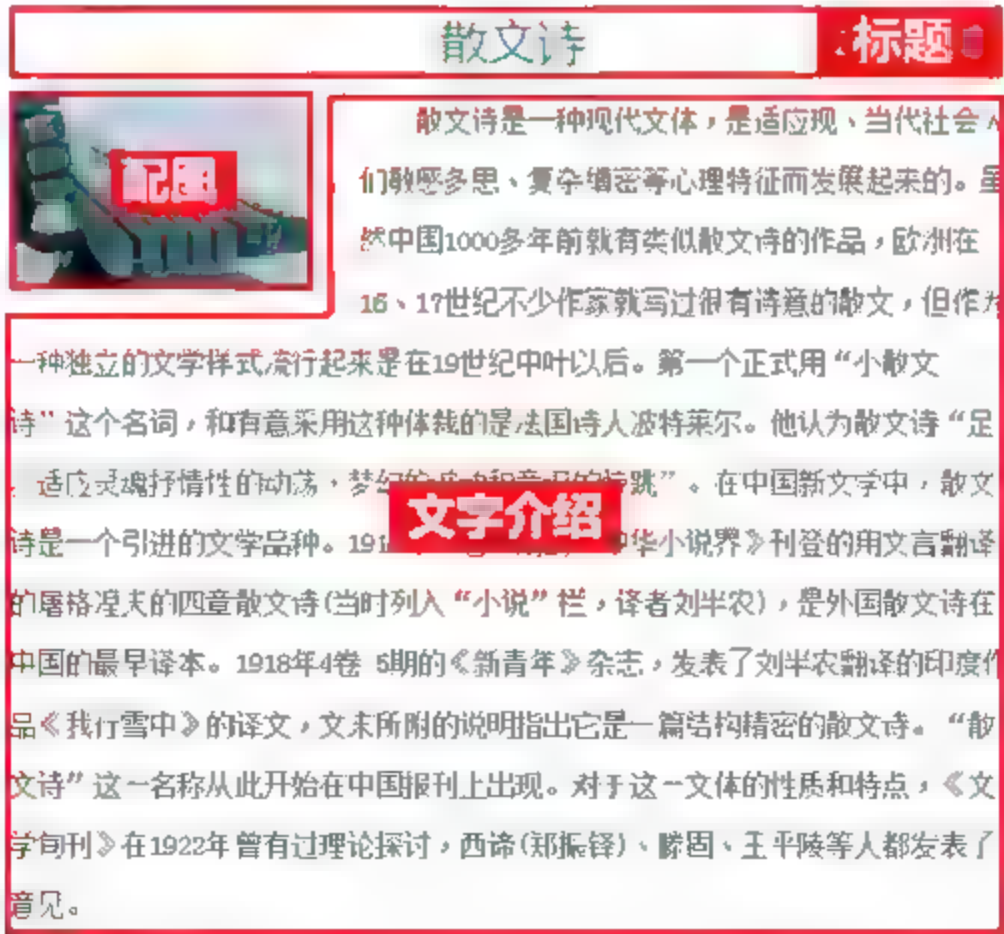 散文诗
标题
配图
散文诗是一种现代文体，是适应现、当代社会人
们敏感多思、复杂缜密等心理特征而发展起来的。虽
然中国1000多年前就有类似散文诗的作品，欧洲在
16、17世纪不少作家就写过很有诗意的散文，但作为
一种独立的文学样式流行起来是在19世纪中叶以后。第一个正式用“小散文
诗”这个名词，和有意采用这种体裁的是法国诗人波特莱尔。他认为散文诗“足
适应灵魂抒情性的动荡，梦幻的 跳”。在中国新文学中，散文
文字介绍
诗是一个引进的文学品种。191 中华小说界》刊登的用文言翻译
的屠格涅夫的四章散文诗(当时列入“小说”栏，译者刘半农)，是外国散文诗在
中国的最早译本。1918年4卷 5期的《新青年》杂志，发表了刘半农翻译的印度作
品《我行雪中》的译文，文末所附的说明指出它是一篇结构精密的散文诗。“散
文诗”这一名称从此开始在中国报刊上出现。对于这一文体的性质和特点，《文
学旬刊》在1922年曾有过理论探讨，西谛(郑振铎)、滕固、王平陵等人都发表了
意见。